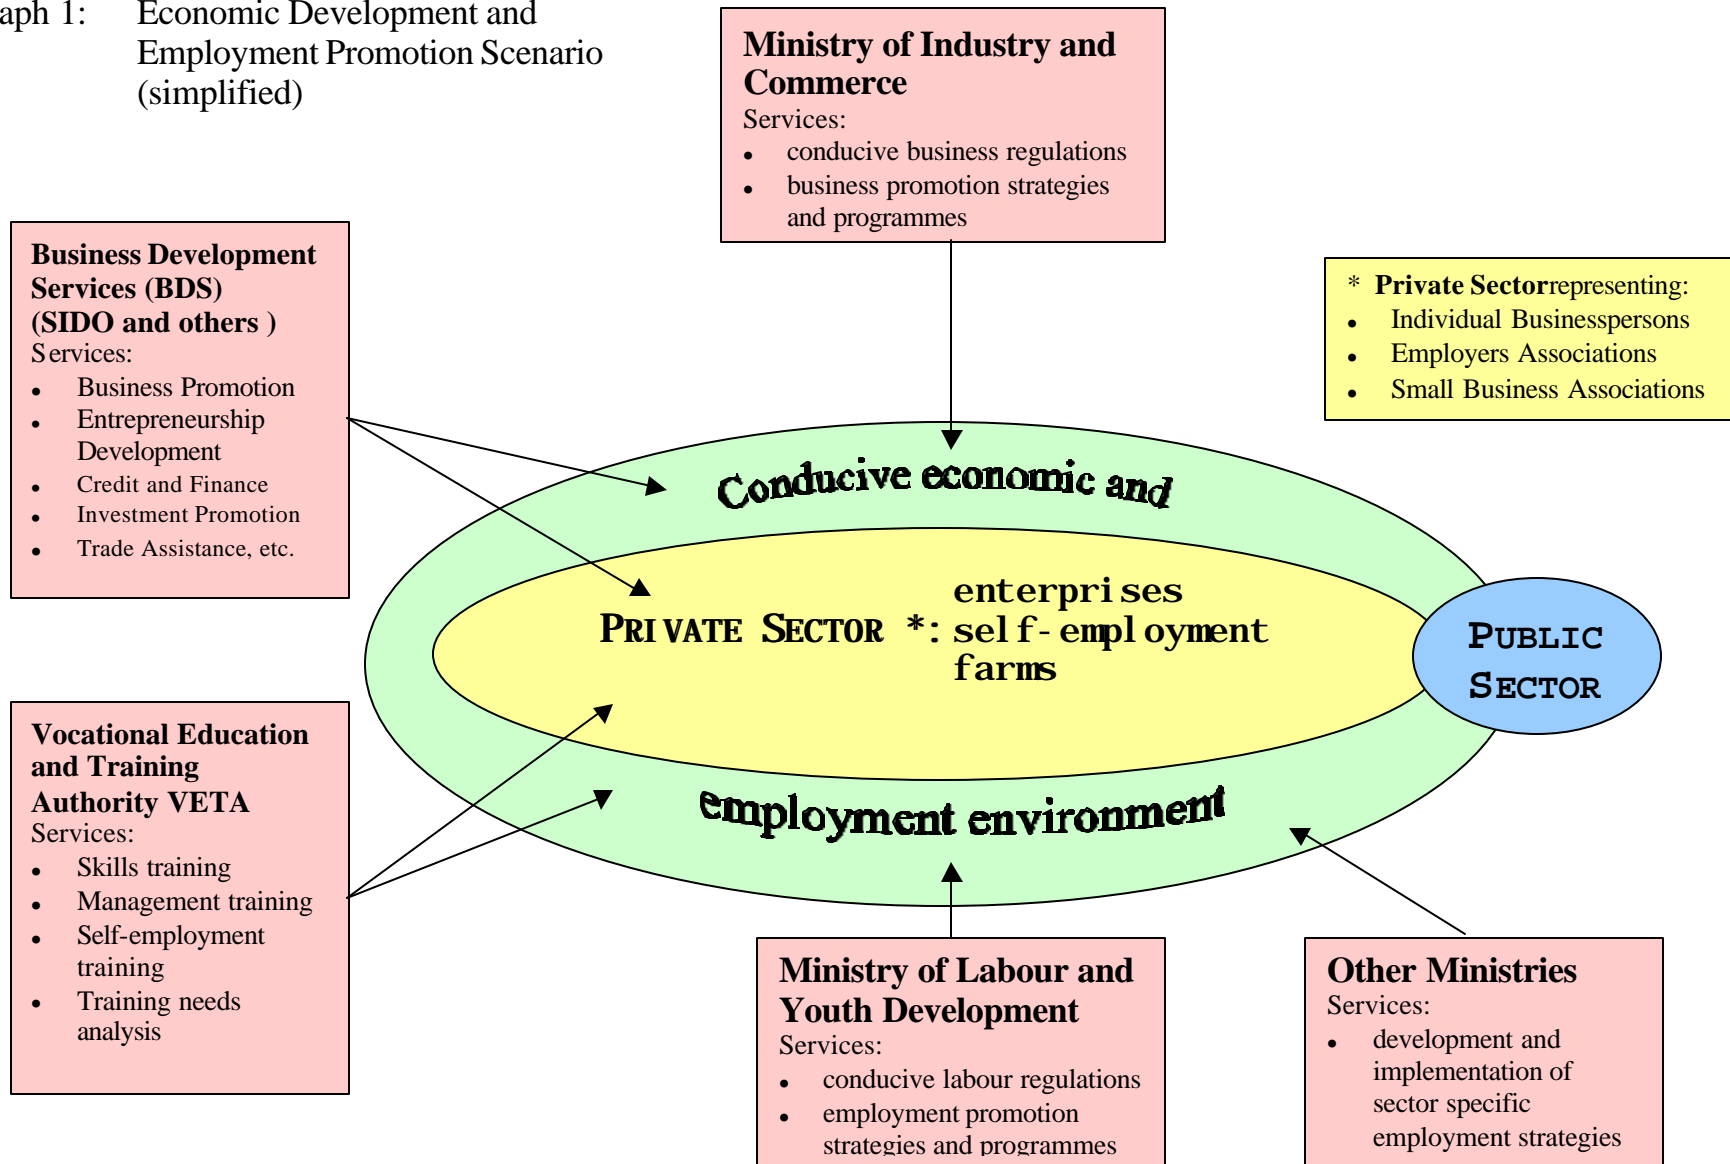 aph 1: Economic Development and
Employment Promotion Scenario
(simplified)
Ministry of Industry and
Commerce
Services:
• conducive business regulations
• business promotion strategies
and programmes
Business Development
Services (BDS)
(SIDO and others )
Services:
• Business Promotion
• Entrepreneurship
Development
• Credit and Finance
• Investment Promotion
• Trade Assistance, etc.
* Private Sectorrepresenting:
• Individual Businesspersons
• Employers Associations
• Small Business Associations
Conducive economic and
enterprises
PRIVATE SECTOR *: self-employment
farms
PUBLIC
SECTOR
employment environment
Vocational Education
and Training
Authority VETA
Services:
• Skills training
• Management training
• Self-employment
training
• Training needs
analysis
Ministry of Labour and
Youth Development
Services:
• conducive labour regulations
• employment promotion
strategies and programmes
Other Ministries
Services:
• development and
implementation of
sector specific
employment strategies